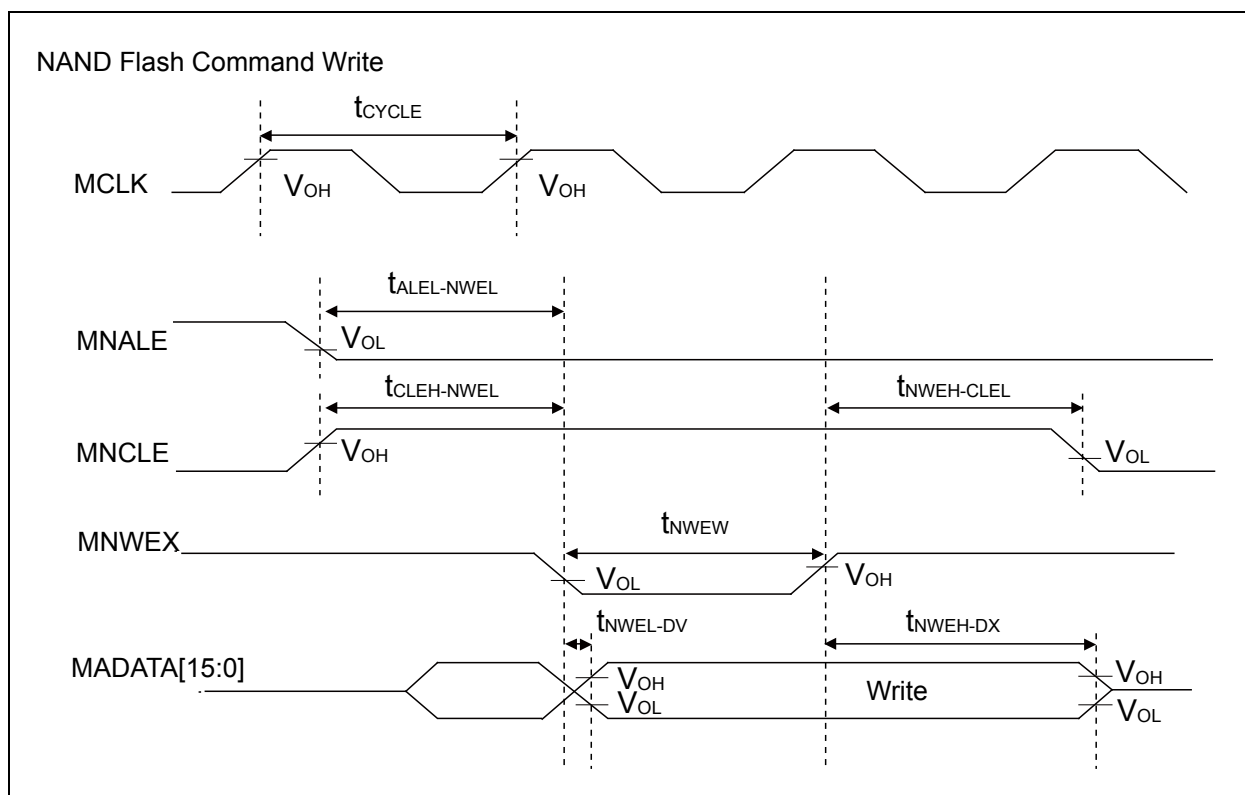 NAND Flash Command Write
tCYCLE
MCLK
VOH
VOH
tALEL-NWEL
MNALE
VOL
tCLEH-NWEL
tNWEH-CLEL
MNCLE
VOH
VOL
tNWEW
MNWEX
VOL
VOH
tNWEL-DV
tNWEH-DX
MADATA[15:0]
VOH
Write
VOH
VOL
VOL